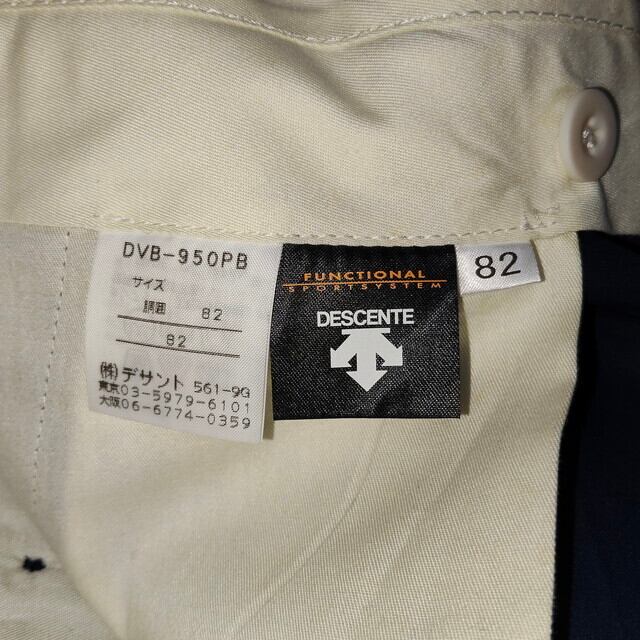 DVB-950PB
サイズ
胴囲 82
82
(株)デサント 561-9G
東京03-5979-6101
大阪06-6774-0359
FUNCTIONAL
SPORTSYSTEM
DESCENTE
82